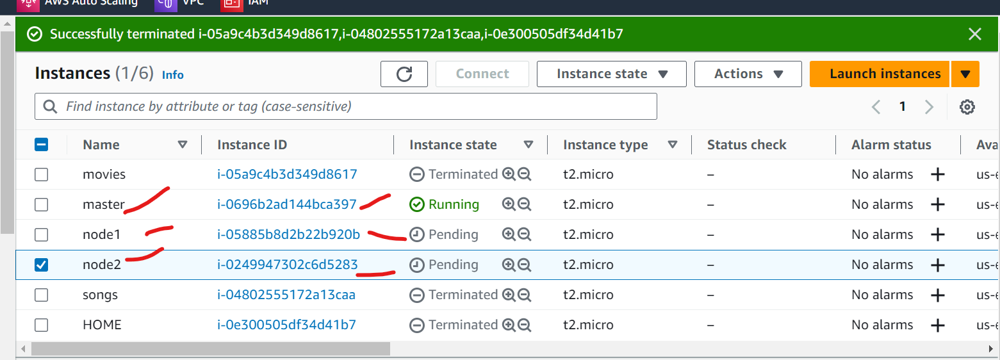 AWS Auto Scaling VPC IAM
Successfully terminated i-05a9c4b3d349d8617,i-04802555172a13caa,i-0e300505df34d41b7
Instances (1/6) Info Connect Instance state Actions Launch instances
Find instance by attribute or tag (case-sensitive) 1
Name Instance ID Instance state Instance type Status check Alarm status Ava
movies i-05a9c4b3d349d8617 Terminated t2.micro – No alarms + us-e
master i-0696b2ad144bca397 Running t2.micro – No alarms + us-e
node1 i-05885b8d2b22b920b Pending t2.micro – No alarms + us-e
node2 i-0249947302c6d5283 Pending t2.micro – No alarms + us-e
songs i-04802555172a13caa Terminated t2.micro – No alarms + us-e
HOME i-0e300505df34d41b7 Terminated t2.micro – No alarms + us-e